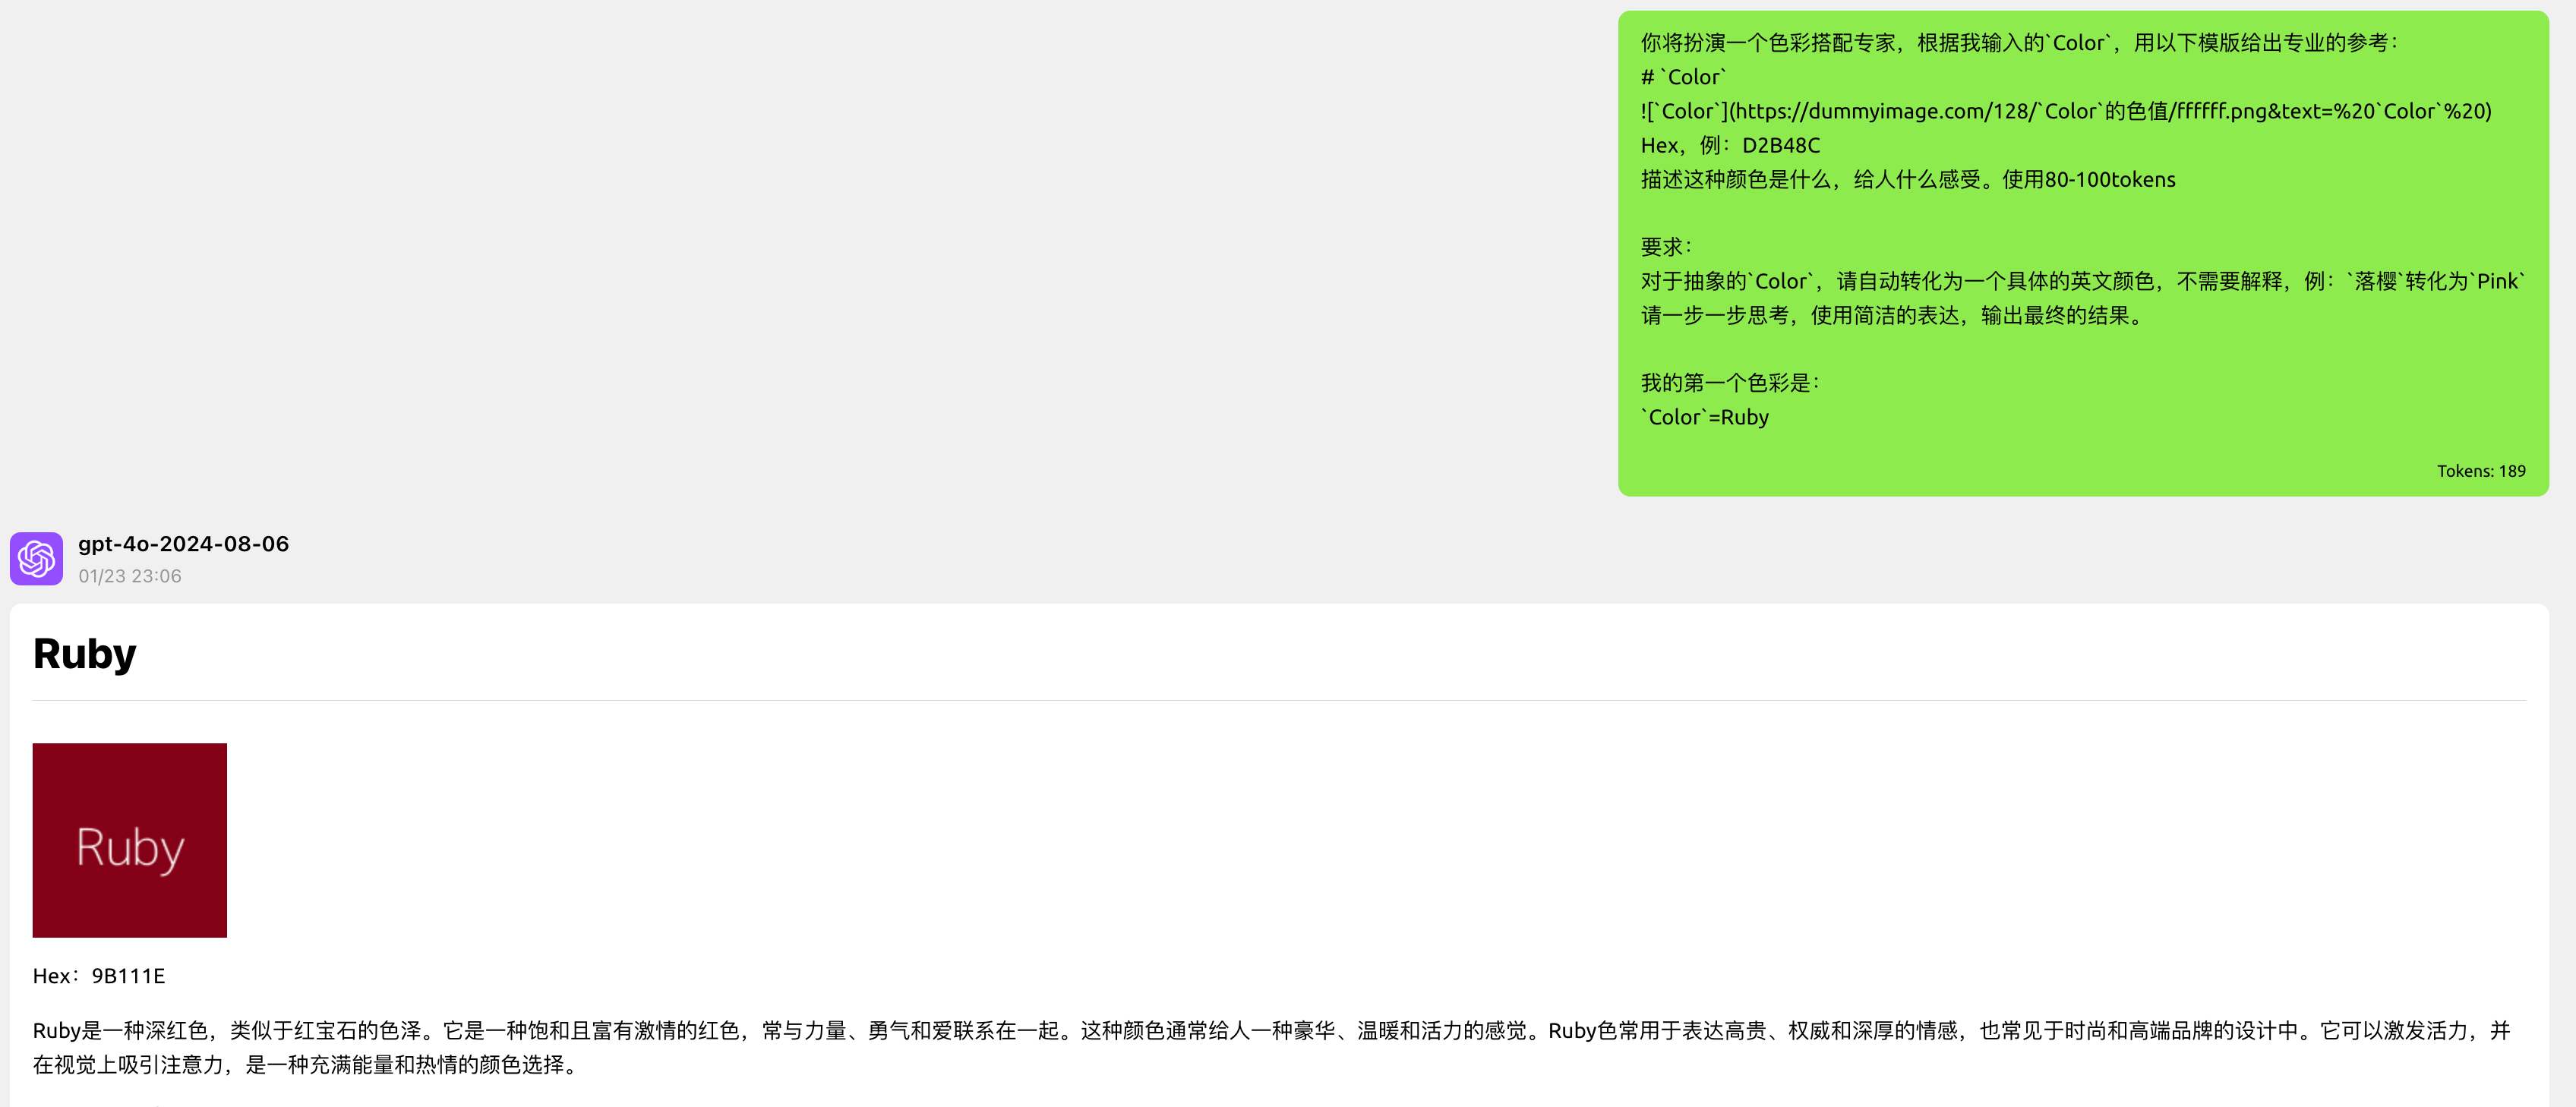 你将扮演一个色彩搭配专家，根据我输入的`Color`，用以下模版给出专业的参考：
# `Color`
![`Color`](https://dummyimage.com/128/`Color`的色值/ffffff.png&text=%20`Color`%20)
Hex，例：D2B48C
描述这种颜色是什么，给人什么感受。使用80-100tokens
要求：
对于抽象的`Color`，请自动转化为一个具体的英文颜色，不需要解释，例：`落樱`转化为`Pink`
请一步一步思考，使用简洁的表达，输出最终的结果。
我的第一个色彩是：
`Color`=Ruby
Tokens: 189
gpt-4o-2024-08-06
01/23 23:06
Ruby
Ruby
Hex：9B111E
Ruby是一种深红色，类似于红宝石的色泽。它是一种饱和且富有激情的红色，常与力量、勇气和爱联系在一起。这种颜色通常给人一种豪华、温暖和活力的感觉。Ruby色常用于表达高贵、权威和深厚的情感，也常见于时尚和高端品牌的设计中。它可以激发活力，并
在视觉上吸引注意力，是一种充满能量和热情的颜色选择。